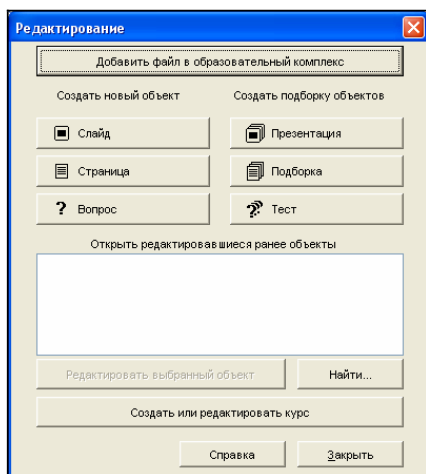 Редактирование
Добавить файл в образовательный комплекс
Создать новый объект Создать подборку объектов
Слайд Презентация
Страница Подборка
? Вопрос Тест
Открыть редактировавшиеся ранее объекты
Редактировать выбранный объект Найти...
Создать или редактировать курс
Справка Закрыть